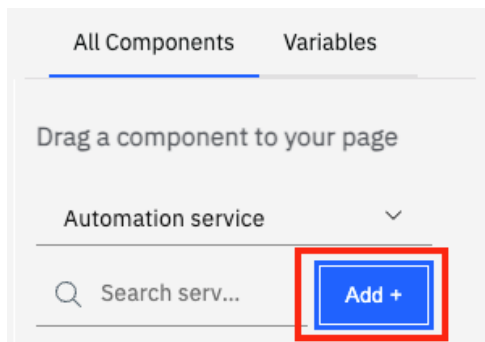 All Components Variables
Drag a component to your page
Automation service
Search serv... Add +